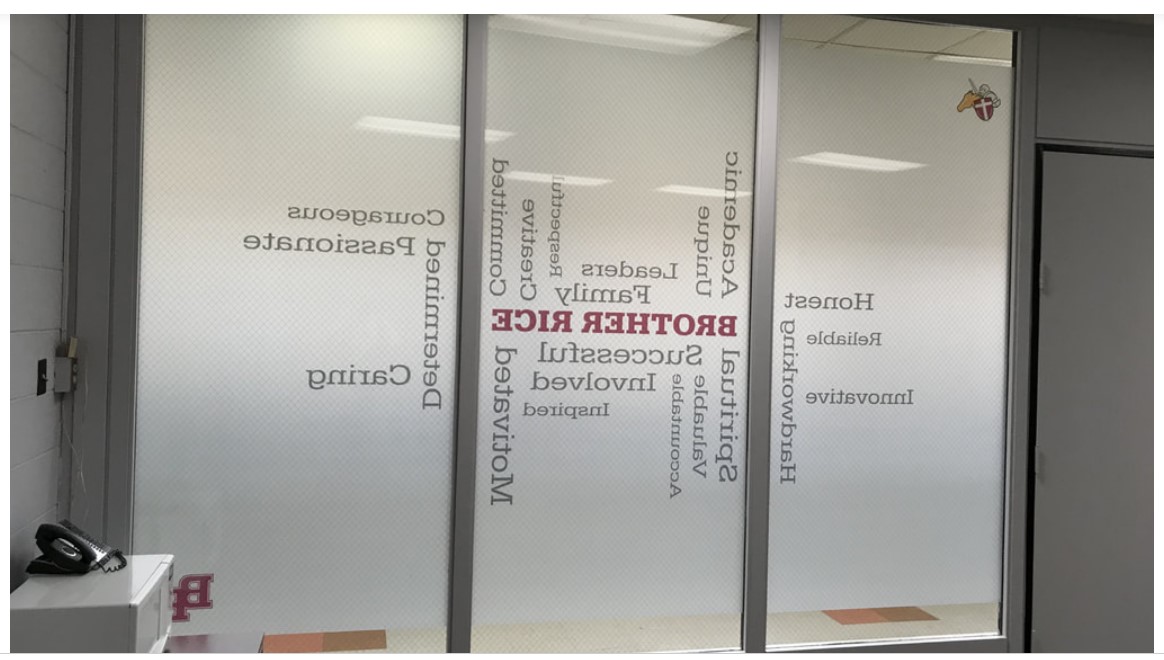 Courageous
Passionate
Determined
Caring
Committed
Creative
Respectful
Leaders
Family
Unique
Academic
BROTHER RICE
Successful
Involved
Inspired
Motivated
Accountable
Valuable
Spiritual
Honest
Reliable
Hardworking
Innovative
BR